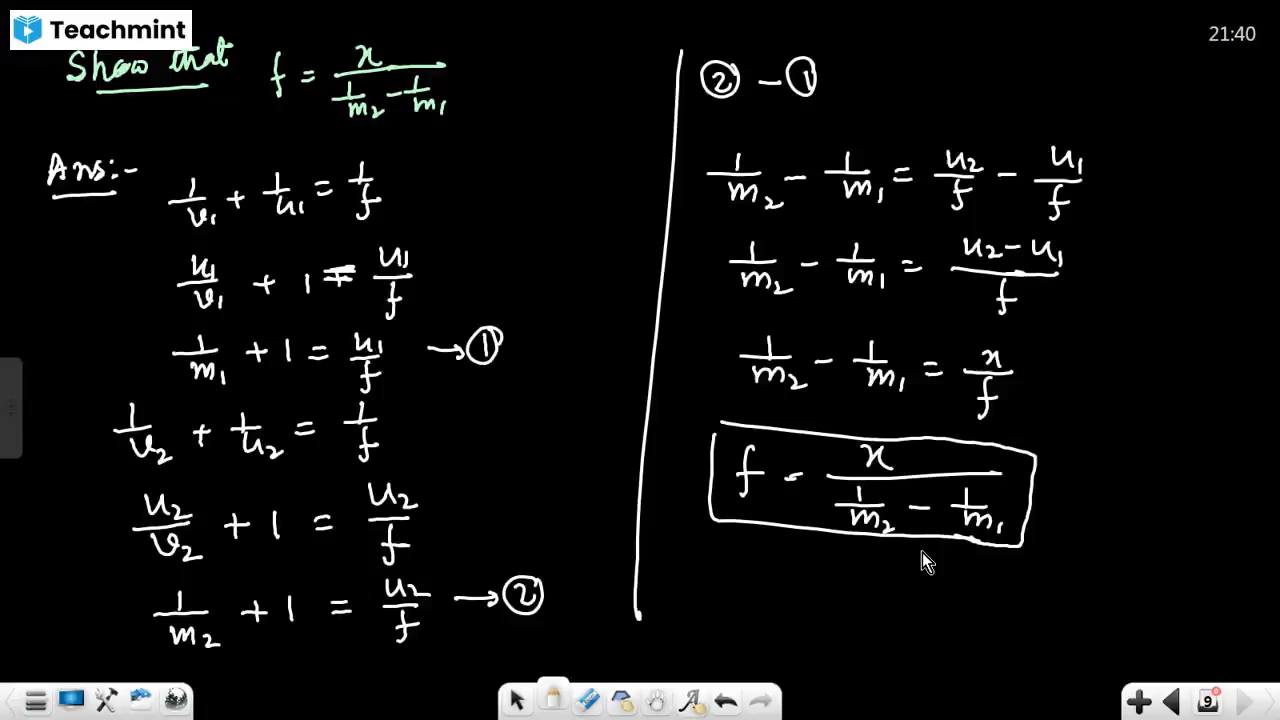 Teachmint
21:40
Show that f = x / (1/m₂ - 1/m₁)
Ans:-
1/v₁ + 1/u₁ = 1/f
u₁/v₁ + 1 = u₁/f
1/m₁ + 1 = u₁/f → ①
1/v₂ + 1/u₂ = 1/f
u₂/v₂ + 1 = u₂/f
1/m₂ + 1 = u₂/f → ②
② - ①
1/m₂ - 1/m₁ = u₂/f - u₁/f
1/m₂ - 1/m₁ = (u₂ - u₁)/f
1/m₂ - 1/m₁ = x/f
f = x / (1/m₂ - 1/m₁)
9